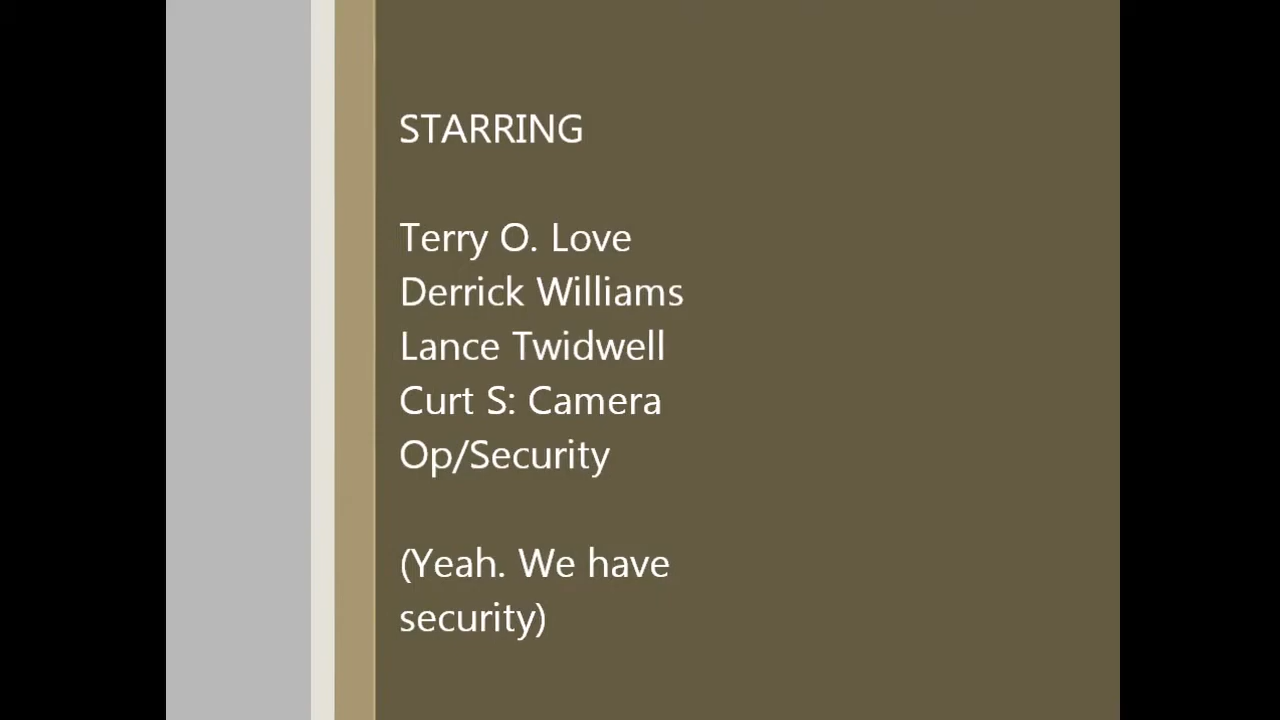 STARRING
Terry O. Love
Derrick Williams
Lance Twidwell
Curt S: Camera
Op/Security
(Yeah. We have
security)